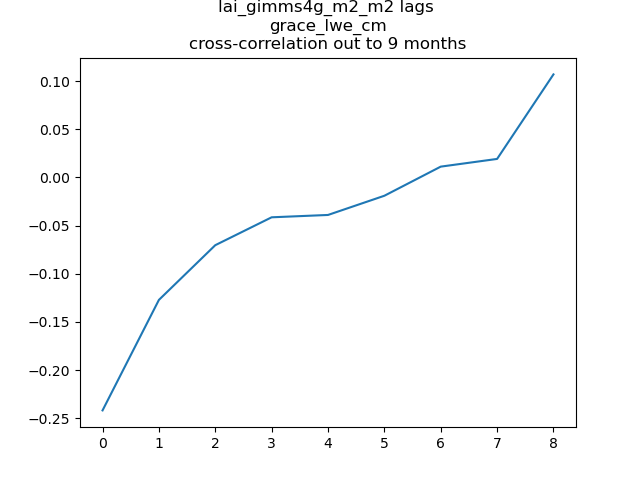 lai_gimms4g_m2_m2 lags
grace_lwe_cm
cross-correlation out to 9 months
0.10
0.05
0.00
−0.05
−0.10
−0.15
−0.20
−0.25
0 1 2 3 4 5 6 7 8